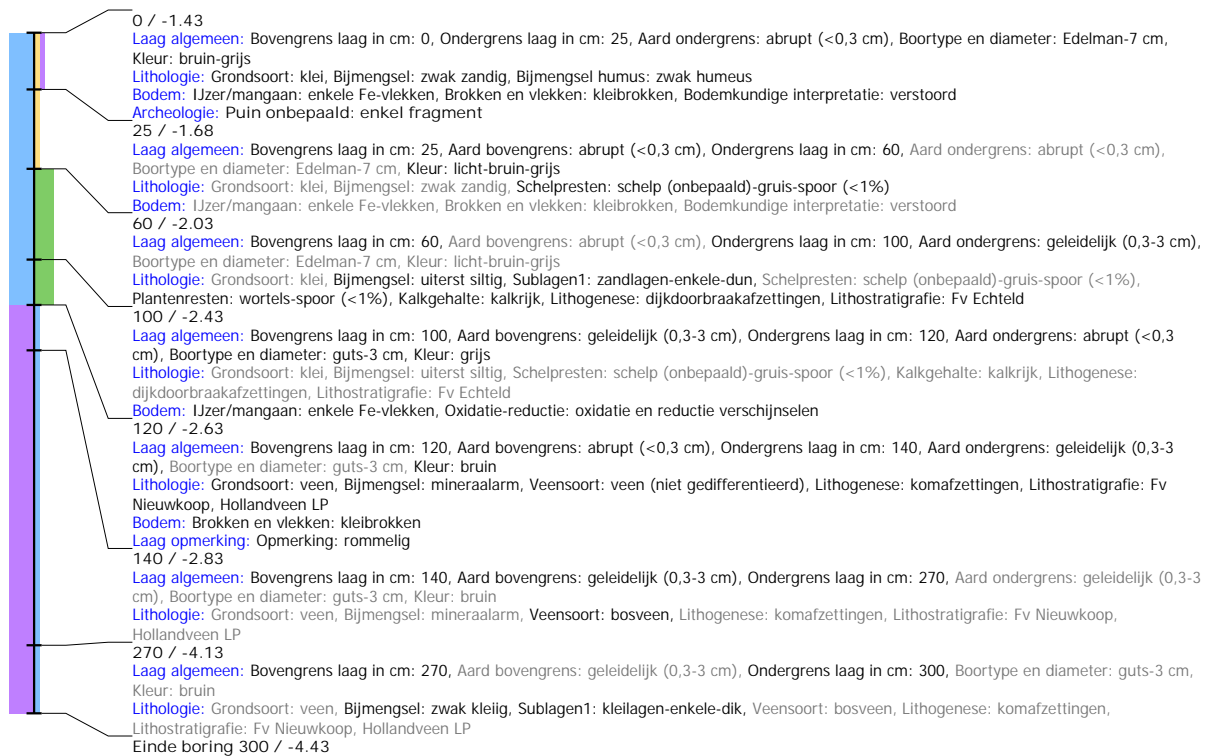 0 / -1.43
Laag algemeen: Bovengrens laag in cm: 0, Ondergrens laag in cm: 25, Aard ondergrens: abrupt (<0,3 cm), Boortype en diameter: Edelman-7 cm,
Kleur: bruin-grijs
Lithologie: Grondsoort: klei, Bijmengsel: zwak zandig, Bijmengsel humus: zwak humeus
Bodem: IJzer/mangaan: enkele Fe-vlekken, Brokken en vlekken: kleibrokken, Bodemkundige interpretatie: verstoord
Archeologie: Puin onbepaald: enkel fragment
25 / -1.68
Laag algemeen: Bovengrens laag in cm: 25, Aard bovengrens: abrupt (<0,3 cm), Ondergrens laag in cm: 60, Aard ondergrens: abrupt (<0,3 cm),
Boortype en diameter: Edelman-7 cm, Kleur: licht-bruin-grijs
Lithologie: Grondsoort: klei, Bijmengsel: zwak zandig, Schelpresten: schelp (onbepaald)-gruis-spoor (<1%)
Bodem: IJzer/mangaan: enkele Fe-vlekken, Brokken en vlekken: kleibrokken, Bodemkundige interpretatie: verstoord
60 / -2.03
Laag algemeen: Bovengrens laag in cm: 60, Aard bovengrens: abrupt (<0,3 cm), Ondergrens laag in cm: 100, Aard ondergrens: geleidelijk (0,3-3 cm),
Boortype en diameter: Edelman-7 cm, Kleur: licht-bruin-grijs
Lithologie: Grondsoort: klei, Bijmengsel: uiterst siltig, Sublagen1: zandlagen-enkele-dun, Schelpresten: schelp (onbepaald)-gruis-spoor (<1%),
Plantenresten: wortels-spoor (<1%), Kalkgehalte: kalkrijk, Lithogenese: dijkdoorbraakafzettingen, Lithostratigrafie: Fv Echteld
100 / -2.43
Laag algemeen: Bovengrens laag in cm: 100, Aard bovengrens: geleidelijk (0,3-3 cm), Ondergrens laag in cm: 120, Aard ondergrens: abrupt (<0,3
cm), Boortype en diameter: guts-3 cm, Kleur: grijs
Lithologie: Grondsoort: klei, Bijmengsel: uiterst siltig, Schelpresten: schelp (onbepaald)-gruis-spoor (<1%), Kalkgehalte: kalkrijk, Lithogenese:
dijkdoorbraakafzettingen, Lithostratigrafie: Fv Echteld
Bodem: IJzer/mangaan: enkele Fe-vlekken, Oxidatie-reductie: oxidatie en reductie verschijnselen
120 / -2.63
Laag algemeen: Bovengrens laag in cm: 120, Aard bovengrens: abrupt (<0,3 cm), Ondergrens laag in cm: 140, Aard ondergrens: geleidelijk (0,3-3
cm), Boortype en diameter: guts-3 cm, Kleur: bruin
Lithologie: Grondsoort: veen, Bijmengsel: mineraalarm, Veensoort: veen (niet gedifferentieerd), Lithogenese: komafzettingen, Lithostratigrafie: Fv
Nieuwkoop, Hollandveen LP
Bodem: Brokken en vlekken: kleibrokken
Laag opmerking: Opmerking: rommelig
140 / -2.83
Laag algemeen: Bovengrens laag in cm: 140, Aard bovengrens: geleidelijk (0,3-3 cm), Ondergrens laag in cm: 270, Aard ondergrens: geleidelijk (0,3-3
cm), Boortype en diameter: guts-3 cm, Kleur: bruin
Lithologie: Grondsoort: veen, Bijmengsel: mineraalarm, Veensoort: bosveen, Lithogenese: komafzettingen, Lithostratigrafie: Fv Nieuwkoop,
Hollandveen LP
270 / -4.13
Laag algemeen: Bovengrens laag in cm: 270, Aard bovengrens: geleidelijk (0,3-3 cm), Ondergrens laag in cm: 300, Boortype en diameter: guts-3 cm,
Kleur: bruin
Lithologie: Grondsoort: veen, Bijmengsel: zwak kleiig, Sublagen1: kleilagen-enkele-dik, Veensoort: bosveen, Lithogenese: komafzettingen,
Lithostratigrafie: Fv Nieuwkoop, Hollandveen LP
Einde boring 300 / -4.43